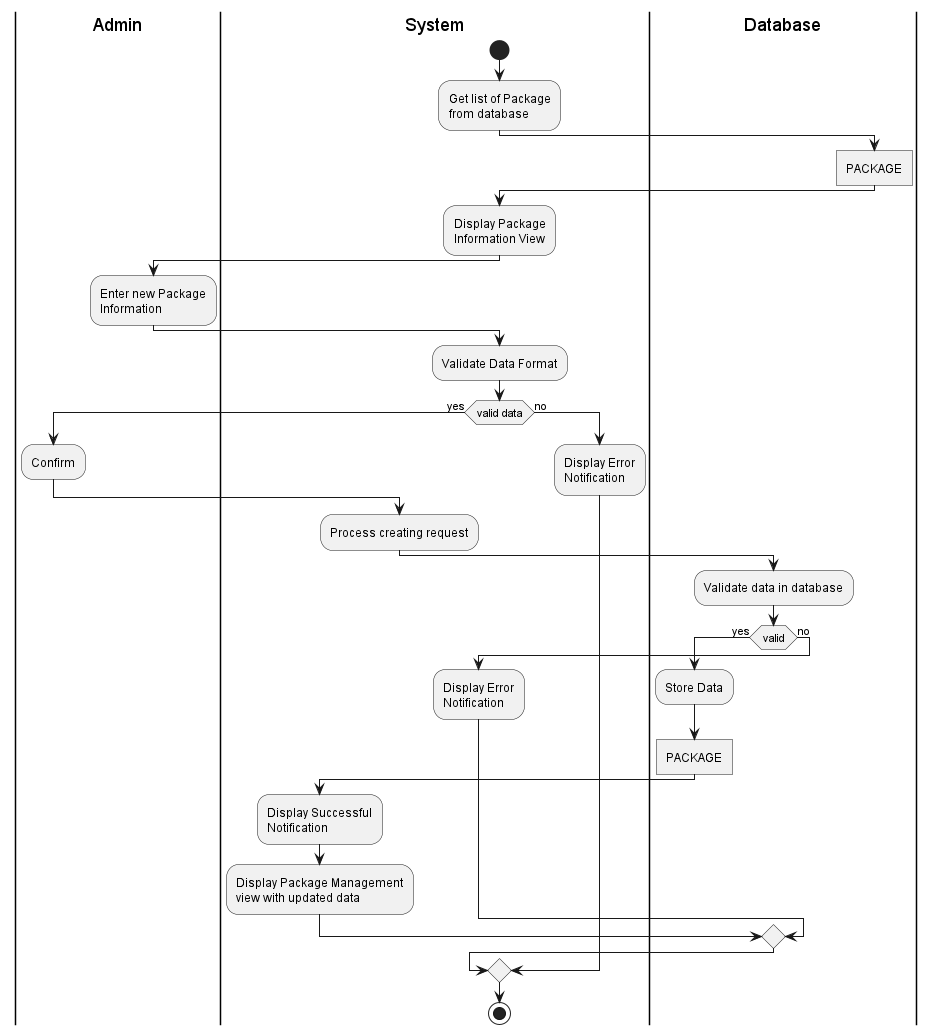 Admin
System
Database
Get list of Package
from database
PACKAGE
Display Package
Information View
Enter new Package
Information
Validate Data Format
yes
valid data
no
Confirm
Display Error
Notification
Process creating request
Validate data in database
yes
valid
no
Display Error
Notification
Store Data
PACKAGE
Display Successful
Notification
Display Package Management
view with updated data